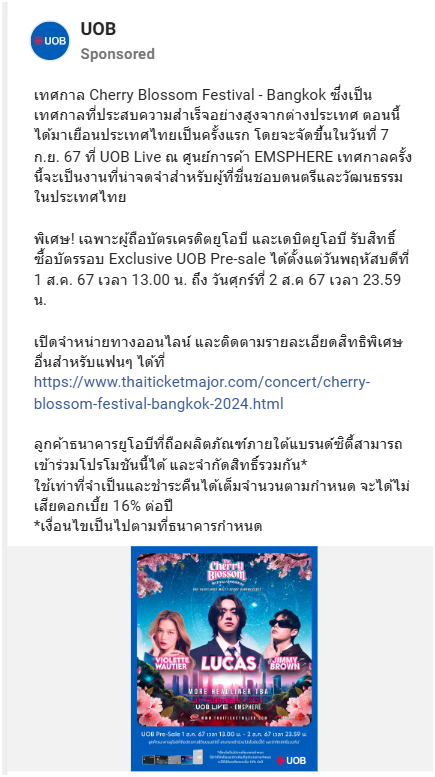 UOB
UOB
Sponsored
เทศกาล Cherry Blossom Festival - Bangkok ซึ่งเป็น
เทศกาลที่ประสบความสำเร็จอย่างสูงจากต่างประเทศ ตอนนี้
ได้มาเยือนประเทศไทยเป็นครั้งแรก โดยจะจัดขึ้นในวันที่ 7
ก.ย. 67 ที่ UOB Live ณ ศูนย์การค้า EMSPHERE เทศกาลครั้ง
นี้จะเป็นงานที่น่าจดจำสำหรับผู้ที่ชื่นชอบดนตรีและวัฒนธรรม
ในประเทศไทย
พิเศษ! เฉพาะผู้ถือบัตรเครดิตยูโอบี และเดบิตยูโอบี รับสิทธิ์
ซื้อบัตรรอบ Exclusive UOB Pre-sale ได้ตั้งแต่วันพฤหัสบดีที่
1 ส.ค. 67 เวลา 13.00 น. ถึง วันศุกร์ที่ 2 ส.ค 67 เวลา 23.59
น.
เปิดจำหน่ายทางออนไลน์ และติดตามรายละเอียดสิทธิพิเศษ
อื่นสำหรับแฟนๆ ได้ที่
https://www.thaiticketmajor.com/concert/cherry-
blossom-festival-bangkok-2024.html
ลูกค้าธนาคารยูโอบีที่ถือผลิตภัณฑ์ภายใต้แบรนด์ซิตี้สามารถ
เข้าร่วมโปรโมชันนี้ได้ และจำกัดสิทธิ์รวมกัน*
ใช้เท่าที่จำเป็นและชำระคืนได้เต็มจำนวนตามกำหนด จะได้ไม่
เสียดอกเบี้ย 16% ต่อปี
*เงื่อนไขเป็นไปตามที่ธนาคารกำหนด
The Cherry
Blossom
VIOLETTE
WAUTIER
LUCAS
JIMMY
BROWN
MORE HEADLINER TBA
UOB LIVE - EMSPHERE
WWW.THAITICKETMAJOR.COM
UOB Pre-Sale 1 ส.ค. 67 เวลา 13.00 น. - 2 ส.ค. 67 เวลา 23.59 น.
UOB